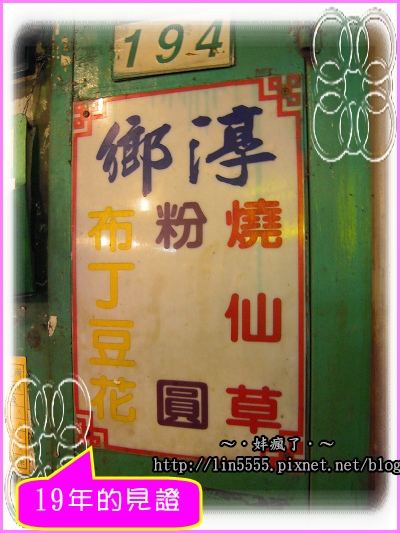 194
淳鄉
燒仙草
粉圓
布丁豆花
～‧妦瘋了‧～
http://lin5555.pixnet.net/blog
19年的見證